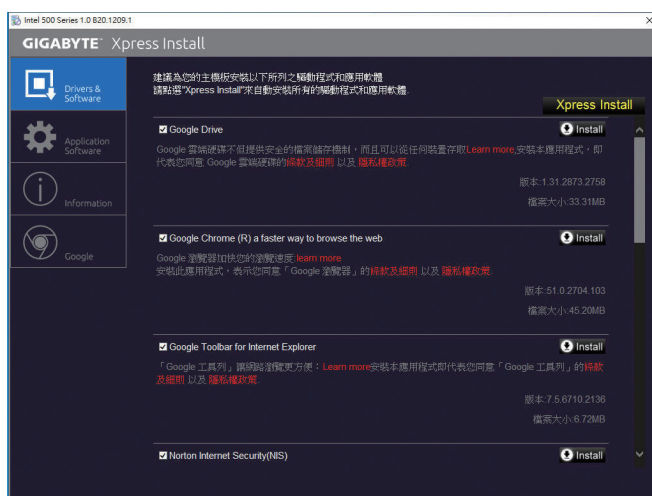 Intel 500 Series 1.0 B20.1209.1
GIGABYTE™ Xpress Install
Drivers &
Software
Application
Software
Information
Google
建議為您的主機板安裝以下所列之驅動程式和應用軟體
請點選"Xpress Install"來自動安裝所有的驅動程式和應用軟體.
Xpress Install
Google Drive
Install
Google 雲端硬碟不但提供安全的檔案儲存機制，而且可以從任何裝置存取Learn more,安裝本應用程式，即
代表您同意 Google 雲端硬碟的條款及細則 以及 隱私權政策.
版本:1.31.2873.2758
檔案大小:33.31MB
Google Chrome (R) a faster way to browse the web
Install
Google 瀏覽器加快您的瀏覽速度:learn more
安裝此應用程式，表示您同意「Google 瀏覽器」的條款及細則 以及 隱私權政策.
版本:51.0.2704.103
檔案大小:45.20MB
Google Toolbar for Internet Explorer
Install
「Google 工具列」讓網路瀏覽更方便：Learn more安裝本應用程式即代表您同意「Google 工具列」的條款
及細則 以及 隱私權政策.
版本:7.5.6710.2136
檔案大小:6.72MB
Norton Internet Security(NIS)
Install